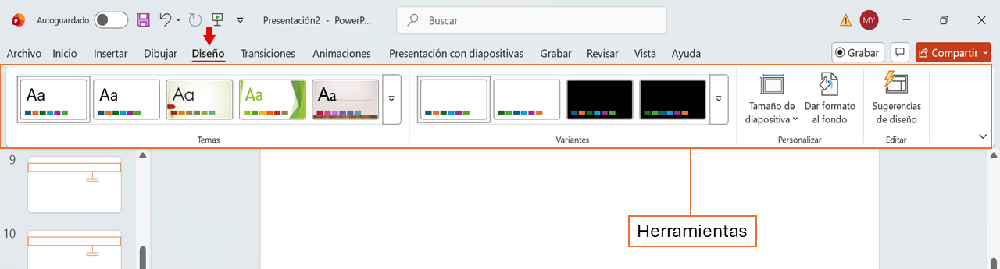 Autoguardado
Presentación2 - PowerP...
Buscar
MY
Archivo Inicio Insertar Dibujar Diseño Transiciones Animaciones Presentación con diapositivas Grabar Revisar Vista Ayuda
Grabar
Compartir
Aa Aa Aa Aa Aa
Tamaño de
diapositiva
Dar formato
al fondo
Sugerencias
de diseño
Temas
Variantes
Personalizar
Editar
9
10
Herramientas